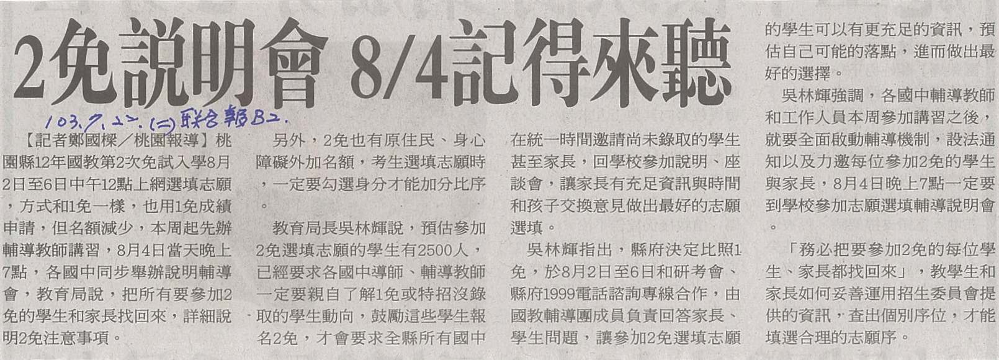 2免說明會 8/4記得來聽
103.7.22.(二)聯合報B2.
【記者鄭國樑／桃園報導】桃
園縣12年國教第2次免試入學8月
2日至6日中午12點上網選填志願
，方式和1免一樣，也用1免成績
申請，但名額減少，本周起先辦
輔導教師講習，8月4日當天晚上
7點，各國中同步舉辦說明輔導
會，教育局說，把所有要參加2
免的學生和家長找回來，詳細說
明2免注意事項。
另外，2免也有原住民、身心
障礙外加名額，考生選填志願時
，一定要勾選身分才能加分比序
。
教育局長吳林輝說，預估參加
2免選填志願的學生有2500人，
已經要求各國中導師、輔導教師
一定要親自了解1免或特招沒錄
取的學生動向，鼓勵這些學生報
名2免，才會要求全縣所有國中
在統一時間邀請尚未錄取的學生
甚至家長，回學校參加說明、座
談會，讓家長有充足資訊與時間
和孩子交換意見做出最好的志願
選填。
吳林輝指出，縣府決定比照1
免，於8月2日至6日和研考會、
縣府1999電話諮詢專線合作，由
國教輔導團成員負責回答家長、
學生問題，讓參加2免選填志願
的學生可以有更充足的資訊，預
估自己可能的落點，進而做出最
好的選擇。
吳林輝強調，各國中輔導教師
和工作人員本周參加講習之後，
就要全面啟動輔導機制，設法通
知以及力邀每位參加2免的學生
與家長，8月4日晚上7點一定要
到學校參加志願選填輔導說明會
。
「務必把要參加2免的每位學
生、家長都找回來」，教學生和
家長如何妥善運用招生委員會提
供的資訊，查出個別序位，才能
填選合理的志願序。